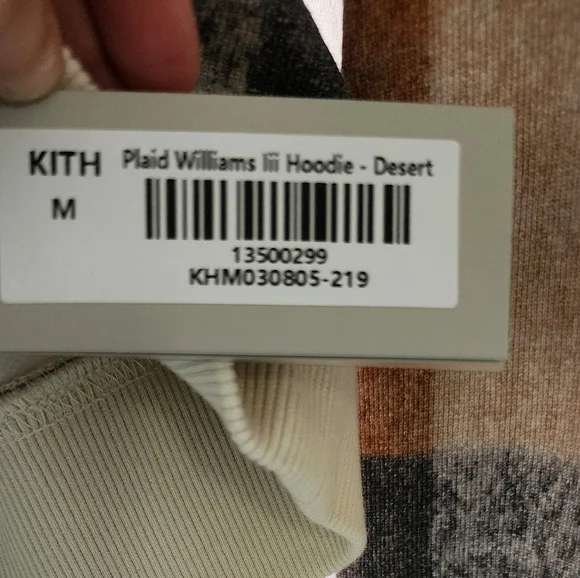 KITH Plaid Williams Iii Hoodie - Desert
M
13500299
KHM030805-219